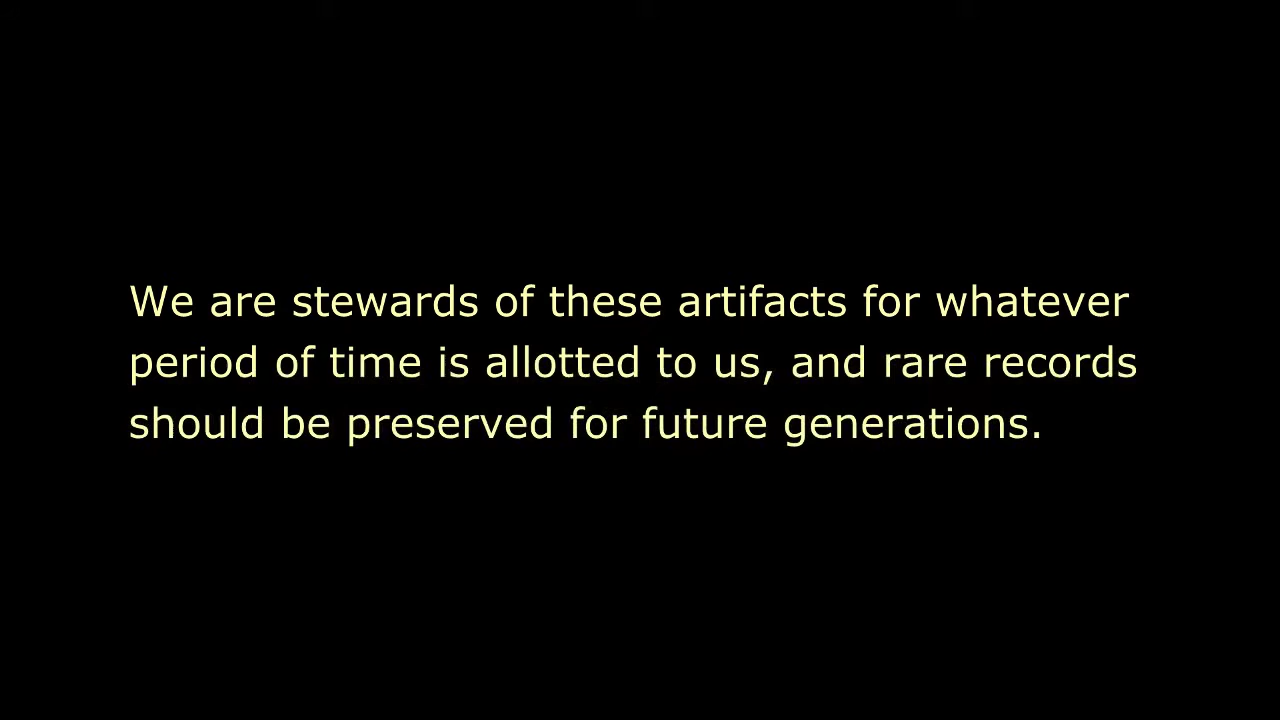 We are stewards of these artifacts for whatever
period of time is allotted to us, and rare records
should be preserved for future generations.